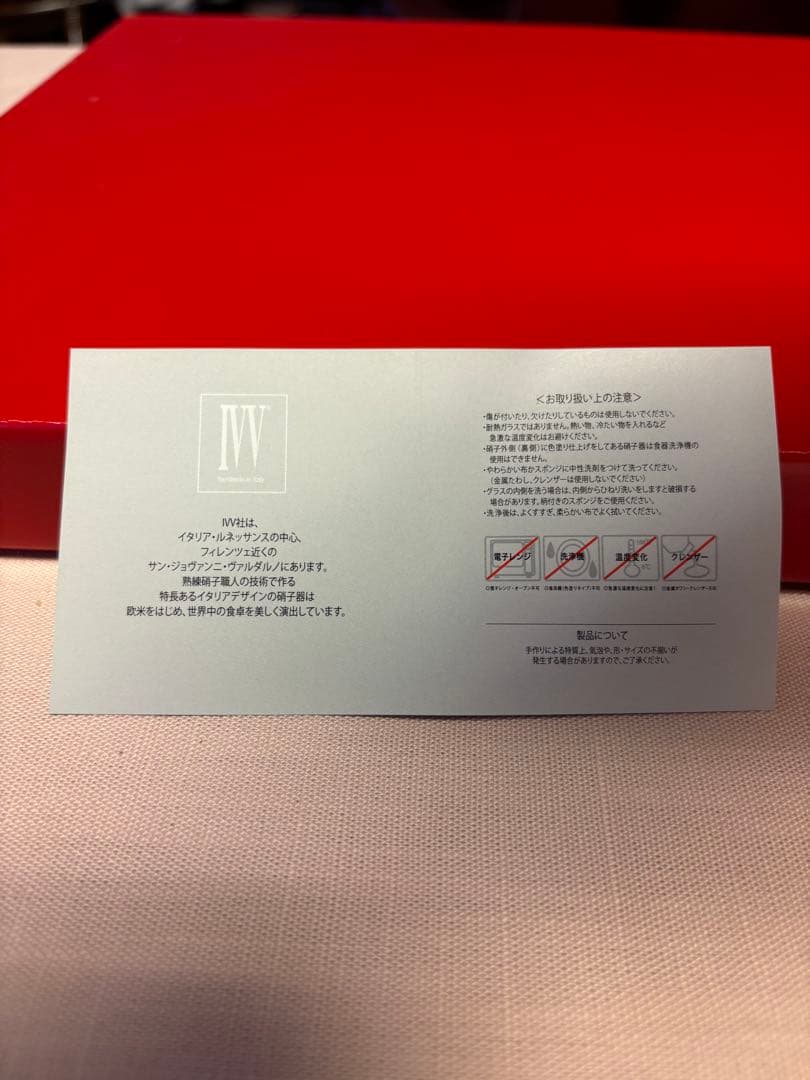 IVV
IVV社は、
イタリア・ルネッサンスの中心、
フィレンツェ近くの
サン・ジョヴァンニ・ヴァルダルノにあります。
熟練硝子職人の技術で作る
特長あるイタリアデザインの硝子器は
欧米をはじめ、世界中の食卓を美しく演出しています。
＜お取り扱い上の注意＞
・傷が付いたり、欠けたりしているものは使用しないでください。
・耐熱ガラスではありません。熱い物、冷たい物を入れるなど
急激な温度変化はお避けください。
・硝子外側（裏側）に色塗り仕上げをしてある硝子器は食器洗浄機の
使用はできません。
・やわらかい布かスポンジに中性洗剤をつけて洗ってください。
（金属たわし、クレンザーは使用しないでください）
・グラスの内側を洗う場合は、内側からひねり洗いをしますと破損する
場合があります。柄付きのスポンジをご使用ください。
・洗浄後は、よくすすぎ、柔らかい布でよく拭いてください。
電子レンジ 洗浄機 温度変化 クレンザー
製品について
手作りによる特質上、気泡や、形・サイズの不揃いが
発生する場合がありますので、ご了承ください。